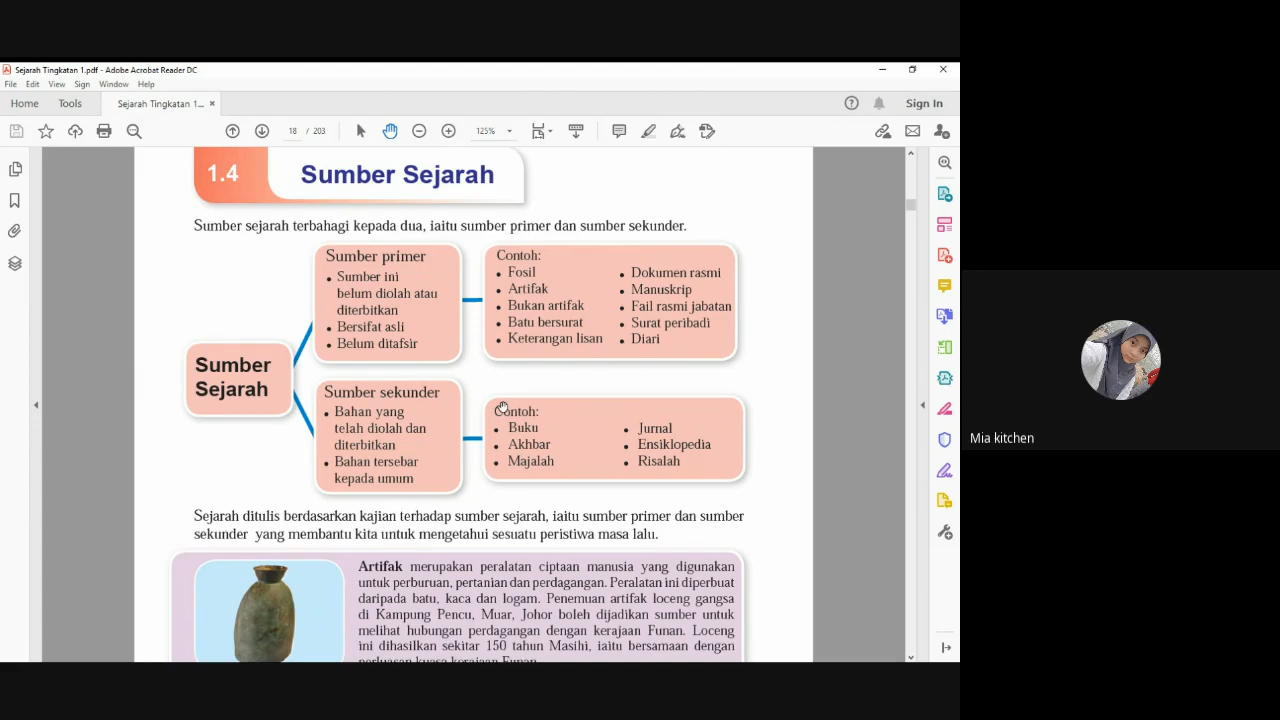 Sejarah Tingkatan 1.pdf - Adobe Acrobat Reader DC
File Edit View Sign Window Help
Home Tools Sejarah Tingkatan 1... × Sign In
18 / 203 125%
1.4 Sumber Sejarah
Sumber sejarah terbahagi kepada dua, iaitu sumber primer dan sumber sekunder.
Sumber Sejarah
Sumber primer
• Sumber ini
belum diolah atau
diterbitkan
• Bersifat asli
• Belum ditafsir
Contoh:
• Fosil
• Artifak
• Bukan artifak
• Batu bersurat
• Keterangan lisan
• Dokumen rasmi
• Manuskrip
• Fail rasmi jabatan
• Surat peribadi
• Diari
Sumber sekunder
• Bahan yang
telah diolah dan
diterbitkan
• Bahan tersebar
kepada umum
Contoh:
• Buku
• Akhbar
• Majalah
• Jurnal
• Ensiklopedia
• Risalah
Sejarah ditulis berdasarkan kajian terhadap sumber sejarah, iaitu sumber primer dan sumber
sekunder yang membantu kita untuk mengetahui sesuatu peristiwa masa lalu.
Artifak merupakan peralatan ciptaan manusia yang digunakan
untuk perburuan, pertanian dan perdagangan. Peralatan ini diperbuat
daripada batu, kaca dan logam. Penemuan artifak loceng gangsa
di Kampung Pencu, Muar, Johor boleh dijadikan sumber untuk
melihat hubungan perdagangan dengan kerajaan Funan. Loceng
ini dihasilkan sekitar 150 tahun Masihi, iaitu bersamaan dengan
perluasan kuasa kerajaan Funan.
Mia kitchen